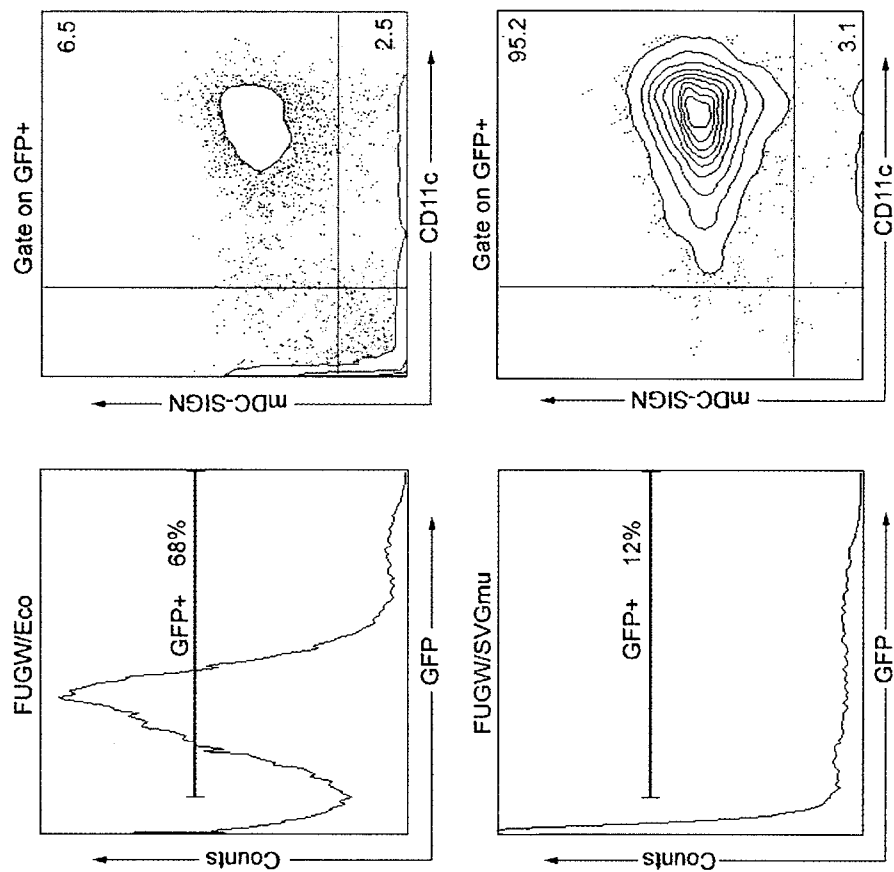 FUGW/Eco
GFP+ 68%
Counts
GFP
Gate on GFP+
6.5
2.5
mDC-SIGN
CD11c
FUGW/SVGmu
GFP+ 12%
Counts
GFP
Gate on GFP+
95.2
3.1
mDC-SIGN
CD11c